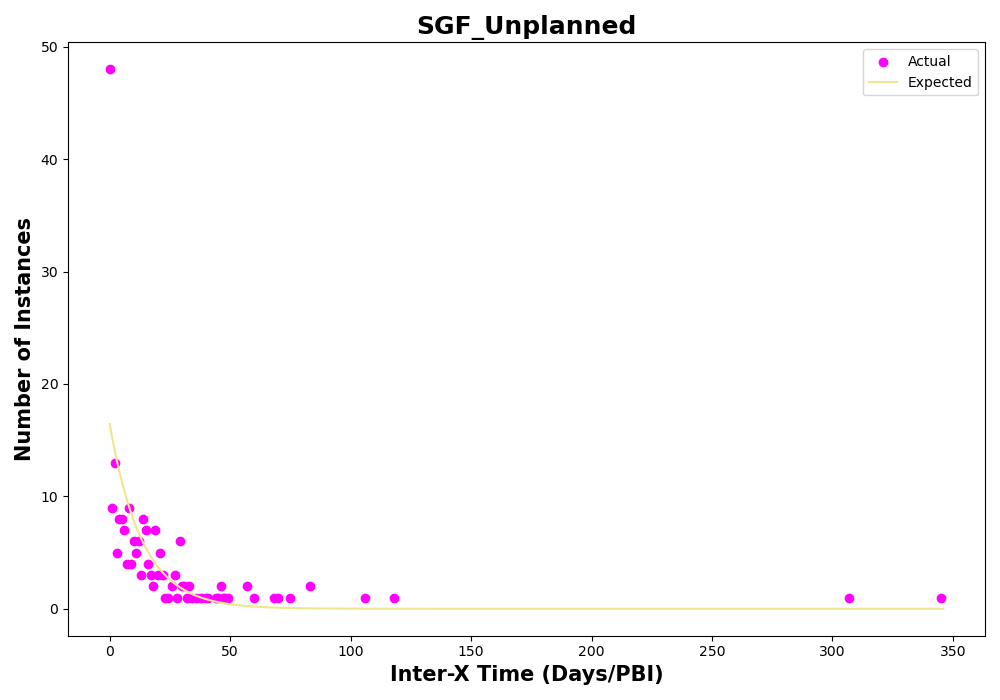 SGF_Unplanned
Actual
Expected
Number of Instances
50
40
30
20
10
0
0 50 100 150 200 250 300 350
Inter-X Time (Days/PBI)